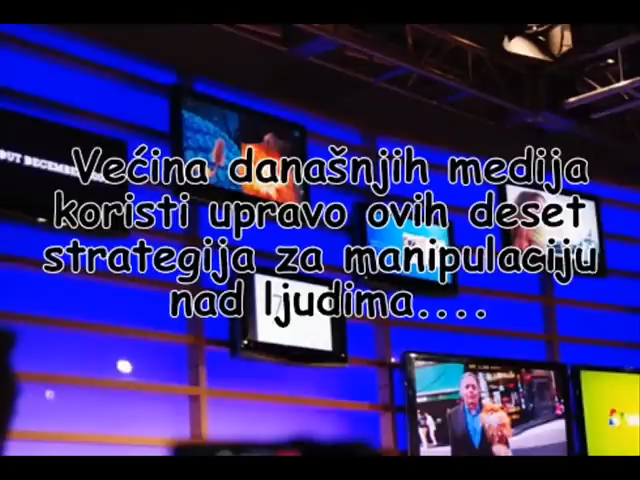 Većina današnjih medija
koristi upravo ovih deset
strategija za manipulaciju
nad ljudima....